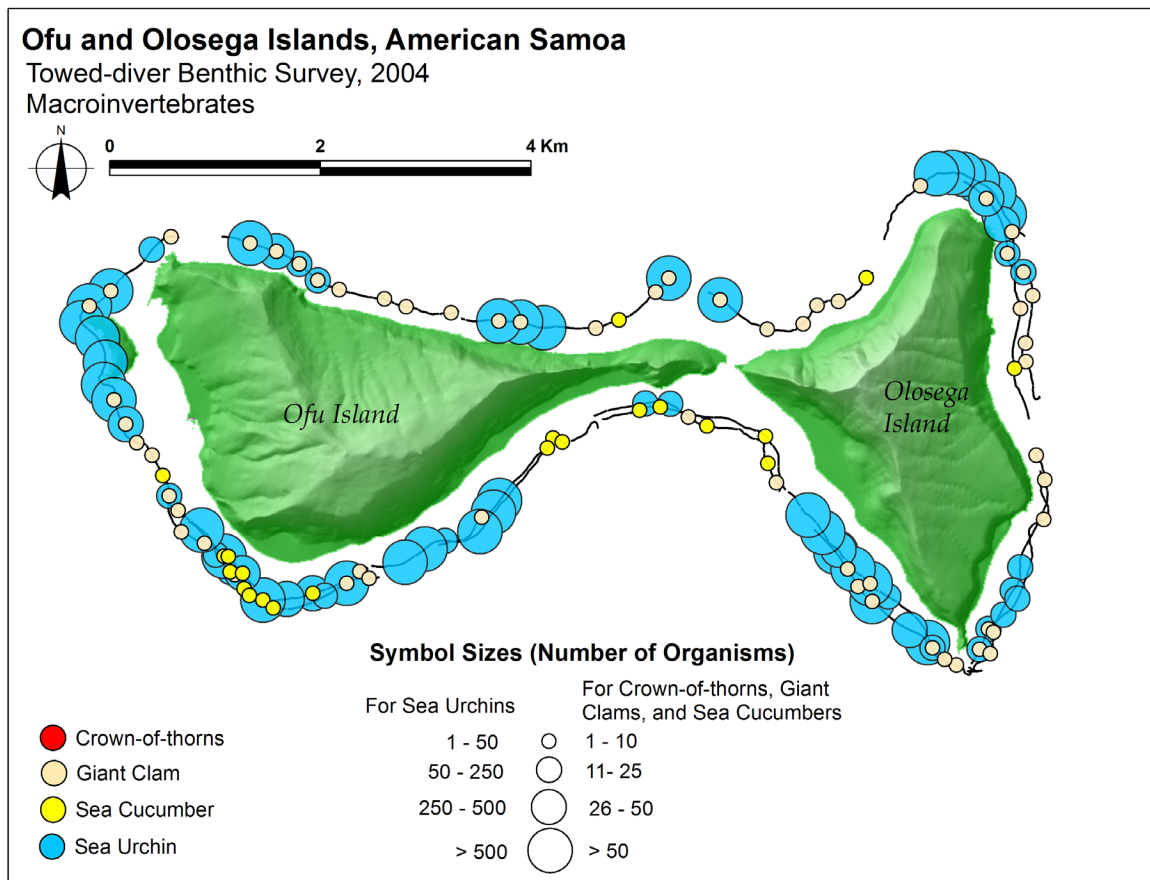 Ofu and Olosega Islands, American Samoa
Towed-diver Benthic Survey, 2004
Macroinvertebrates
N
0 2 4 Km
Ofu Island
Olosega
Island
Symbol Sizes (Number of Organisms)
For Sea Urchins
For Crown-of-thorns, Giant
Clams, and Sea Cucumbers
Crown-of-thorns
Giant Clam
Sea Cucumber
Sea Urchin
1 - 50 1 - 10
50 - 250 11- 25
250 - 500 26 - 50
> 500 > 50